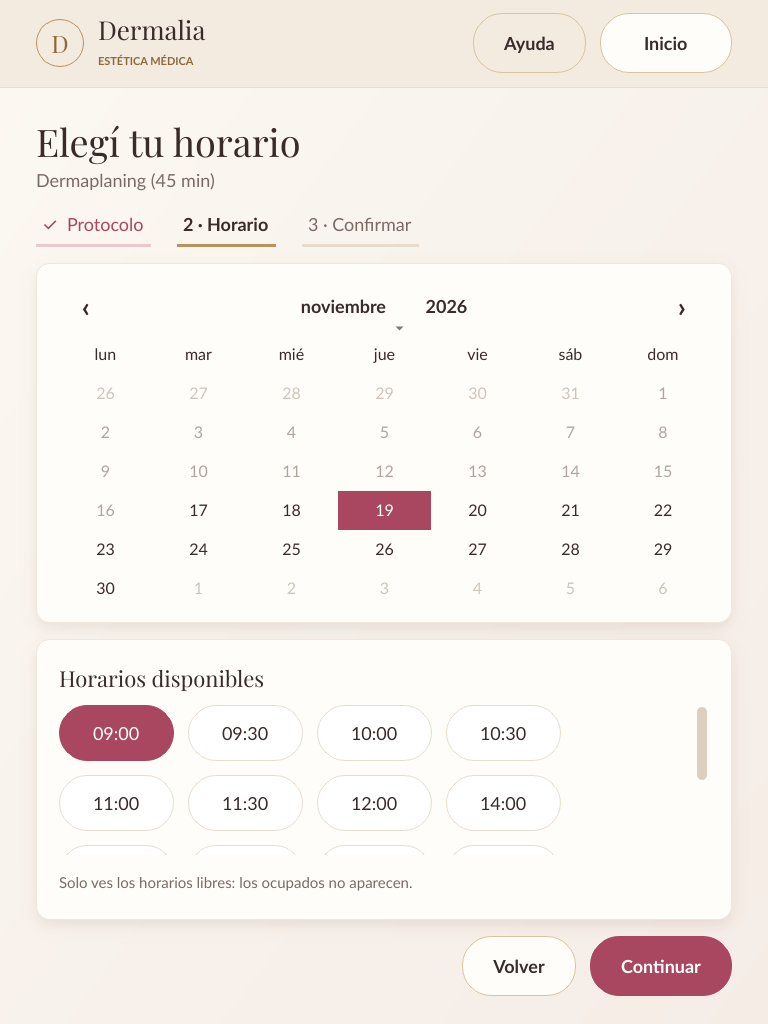 D
Dermalia
ESTÉTICA MÉDICA
Ayuda
Inicio
Elegí tu horario
Dermaplaning (45 min)
✓ Protocolo
2 · Horario
3 · Confirmar
‹ noviembre 2026 ›
lun mar mié jue vie sáb dom
26 27 28 29 30 31 1
2 3 4 5 6 7 8
9 10 11 12 13 14 15
16 17 18 19 20 21 22
23 24 25 26 27 28 29
30 1 2 3 4 5 6
Horarios disponibles
09:00 09:30 10:00 10:30
11:00 11:30 12:00 14:00
Solo ves los horarios libres: los ocupados no aparecen.
Volver
Continuar